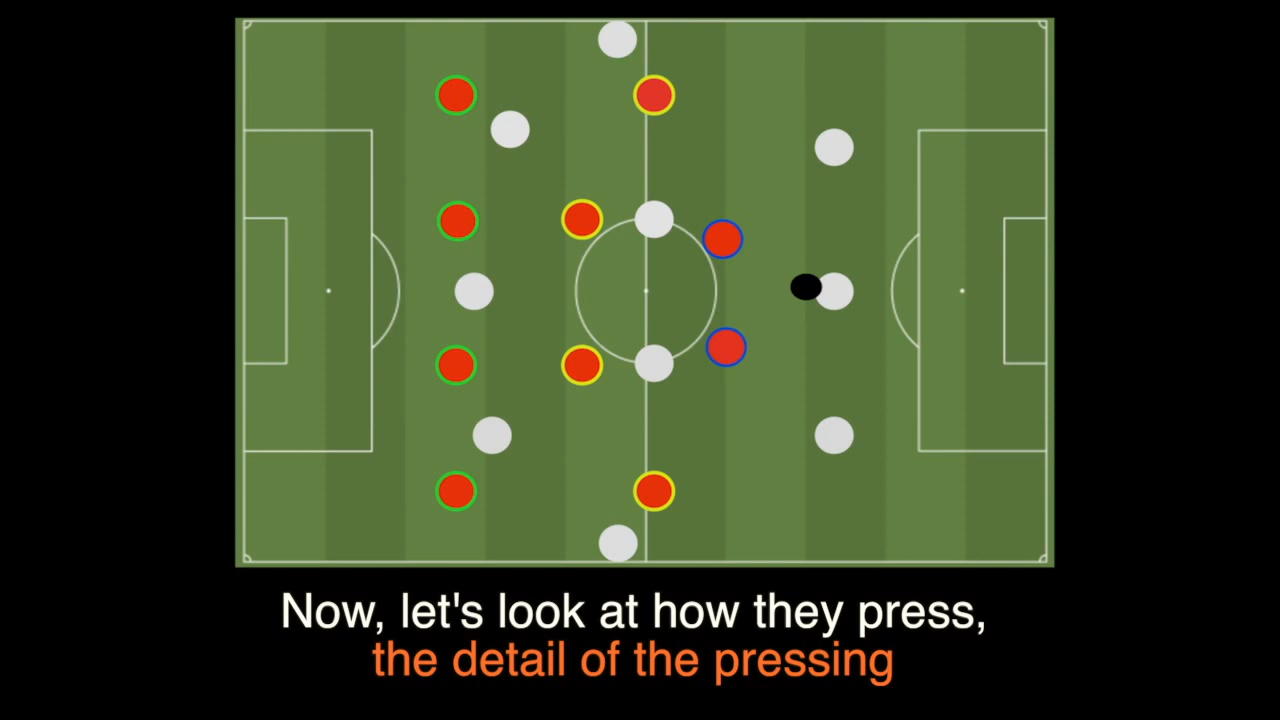 Now, let's look at how they press,
the detail of the pressing